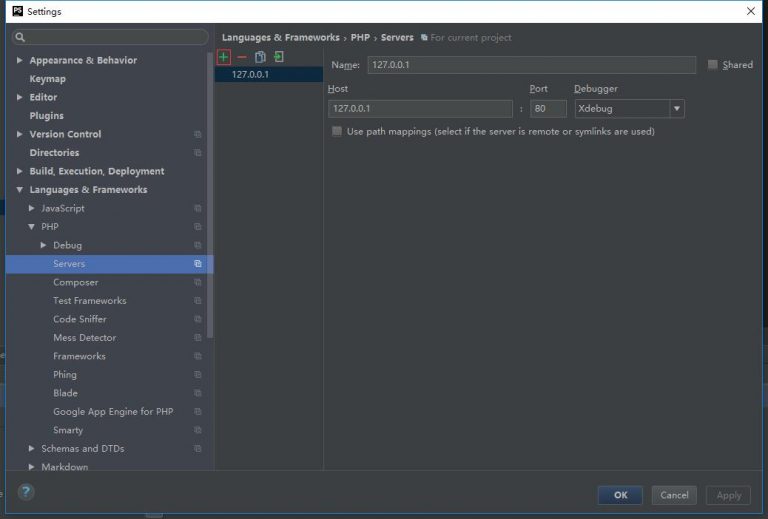 PS Settings
Languages & Frameworks › PHP › Servers For current project
Appearance & Behavior
Keymap
Editor
Plugins
Version Control
Directories
Build, Execution, Deployment
Languages & Frameworks
JavaScript
PHP
Debug
Servers
Composer
Test Frameworks
Code Sniffer
Mess Detector
Frameworks
Phing
Blade
Google App Engine for PHP
Smarty
Schemas and DTDs
Markdown
127.0.0.1
Name: 127.0.0.1 Shared
Host Port Debugger
127.0.0.1 : 80 Xdebug
Use path mappings (select if the server is remote or symlinks are used)
? OK Cancel Apply